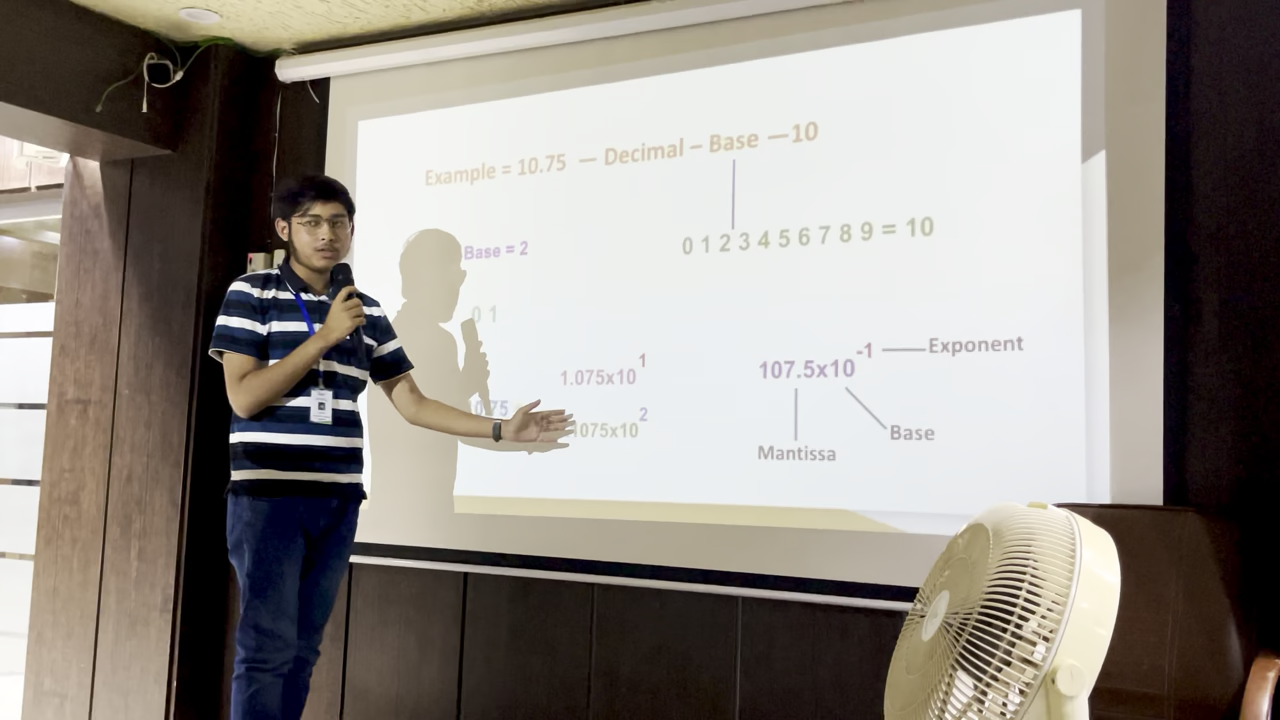 Example = 10.75 — Decimal – Base —10
Base = 2
0 1 2 3 4 5 6 7 8 9 = 10
0 1
1.075x10 1
107.5x10 -1
Exponent
1075x10 2
Base
Mantissa